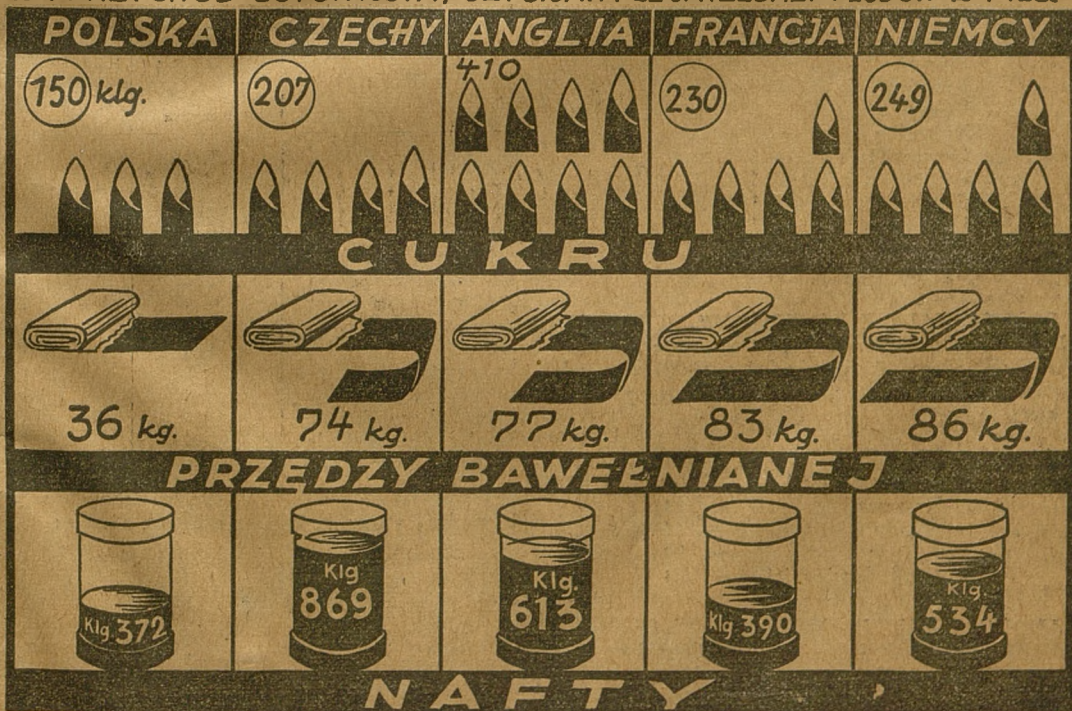 POLSKA CZECHY ANGLIA FRANCJA NIEMCY
150 klg. 207 410 230 249
CUKRU
36 kg. 74 kg. 77 kg. 83 kg. 86 kg.
PRZĘDZY BAWEŁNIANEJ
Klg. 372 Klg 869 Klg. 613 Klg. 390 Klg. 534
NAFTY